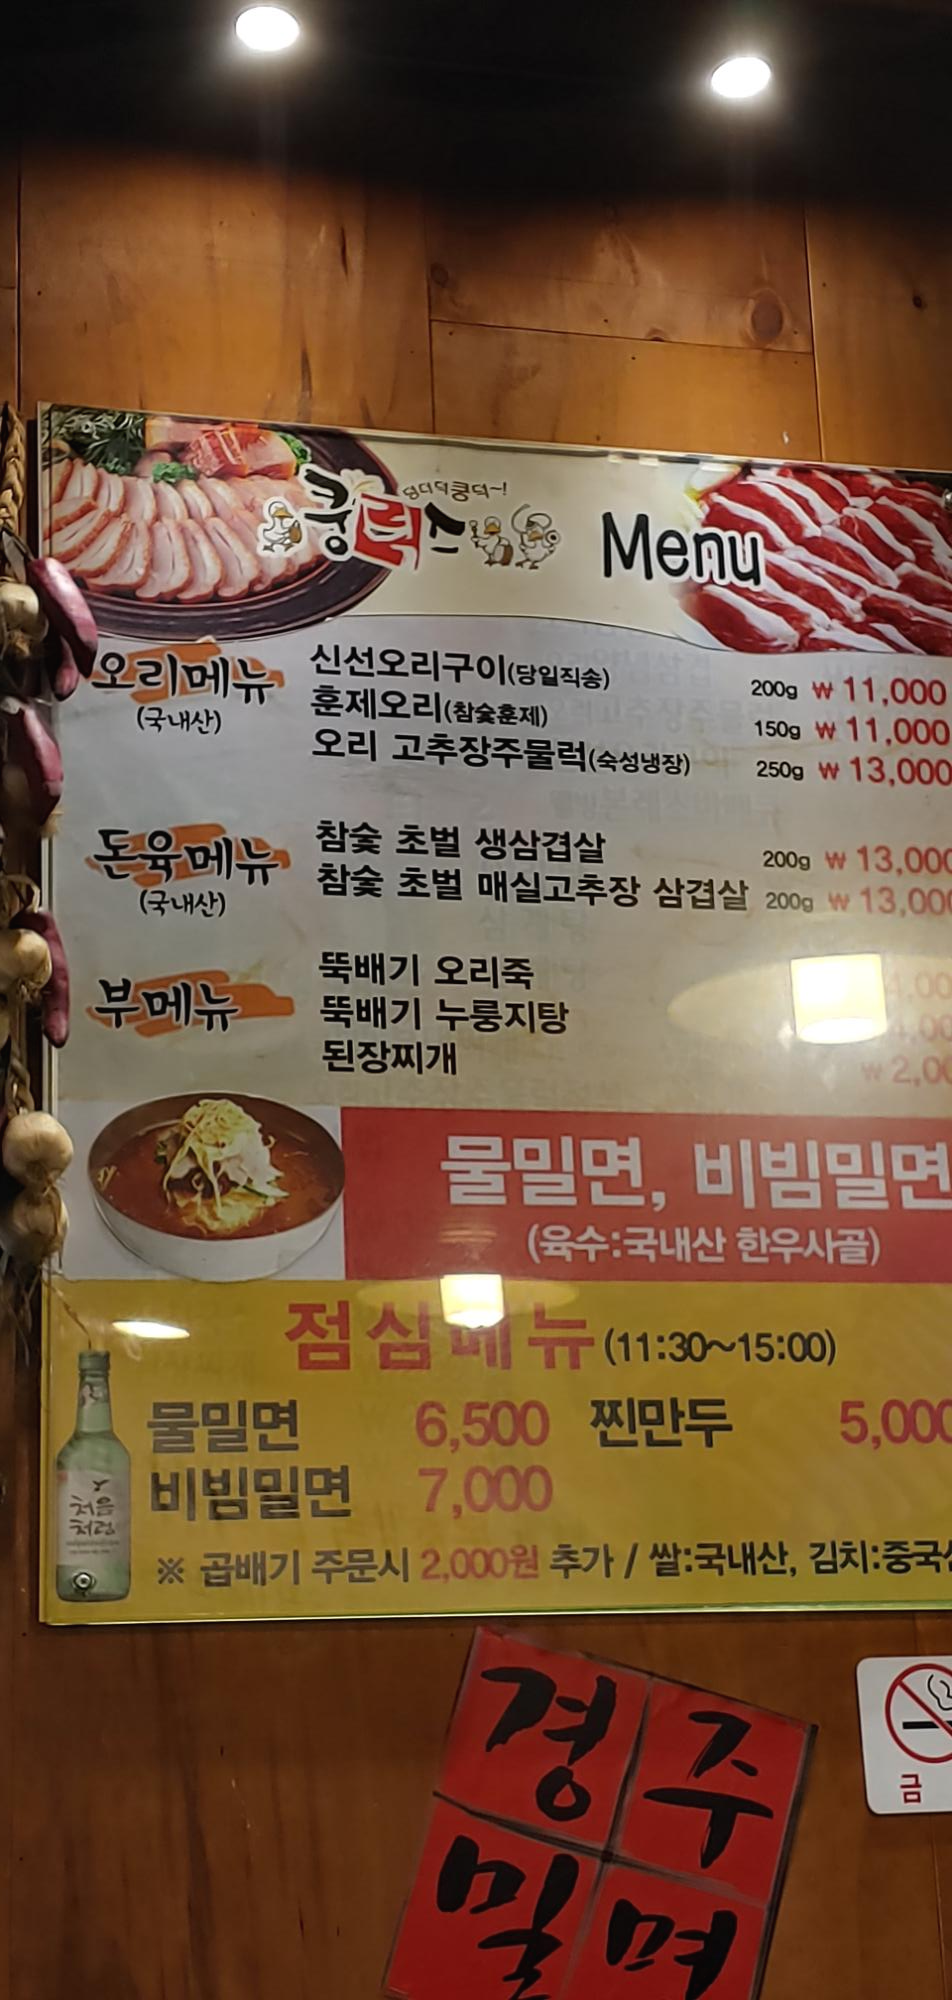 덩더덕쿵덕~!
쿵덕스
Menu
오리메뉴
(국내산)
신선오리구이(당일직송) 200g ₩ 11,000
훈제오리(참숯훈제) 150g ₩ 11,000
오리 고추장주물럭(숙성냉장) 250g ₩ 13,000
돈육메뉴
(국내산)
참숯 초벌 생삼겹살 200g ₩ 13,000
참숯 초벌 매실고추장 삼겹살 200g ₩ 13,000
부메뉴
뚝배기 오리죽 4,00
뚝배기 누룽지탕 4,00
된장찌개 ₩ 2,00
물밀면, 비빔밀면
(육수:국내산 한우사골)
점심메뉴 (11:30~15:00)
물밀면 6,500 찐만두 5,000
비빔밀면 7,000
처음
처럼
※ 곱배기 주문시 2,000원 추가 / 쌀:국내산, 김치:중국산
경주
밀면
금